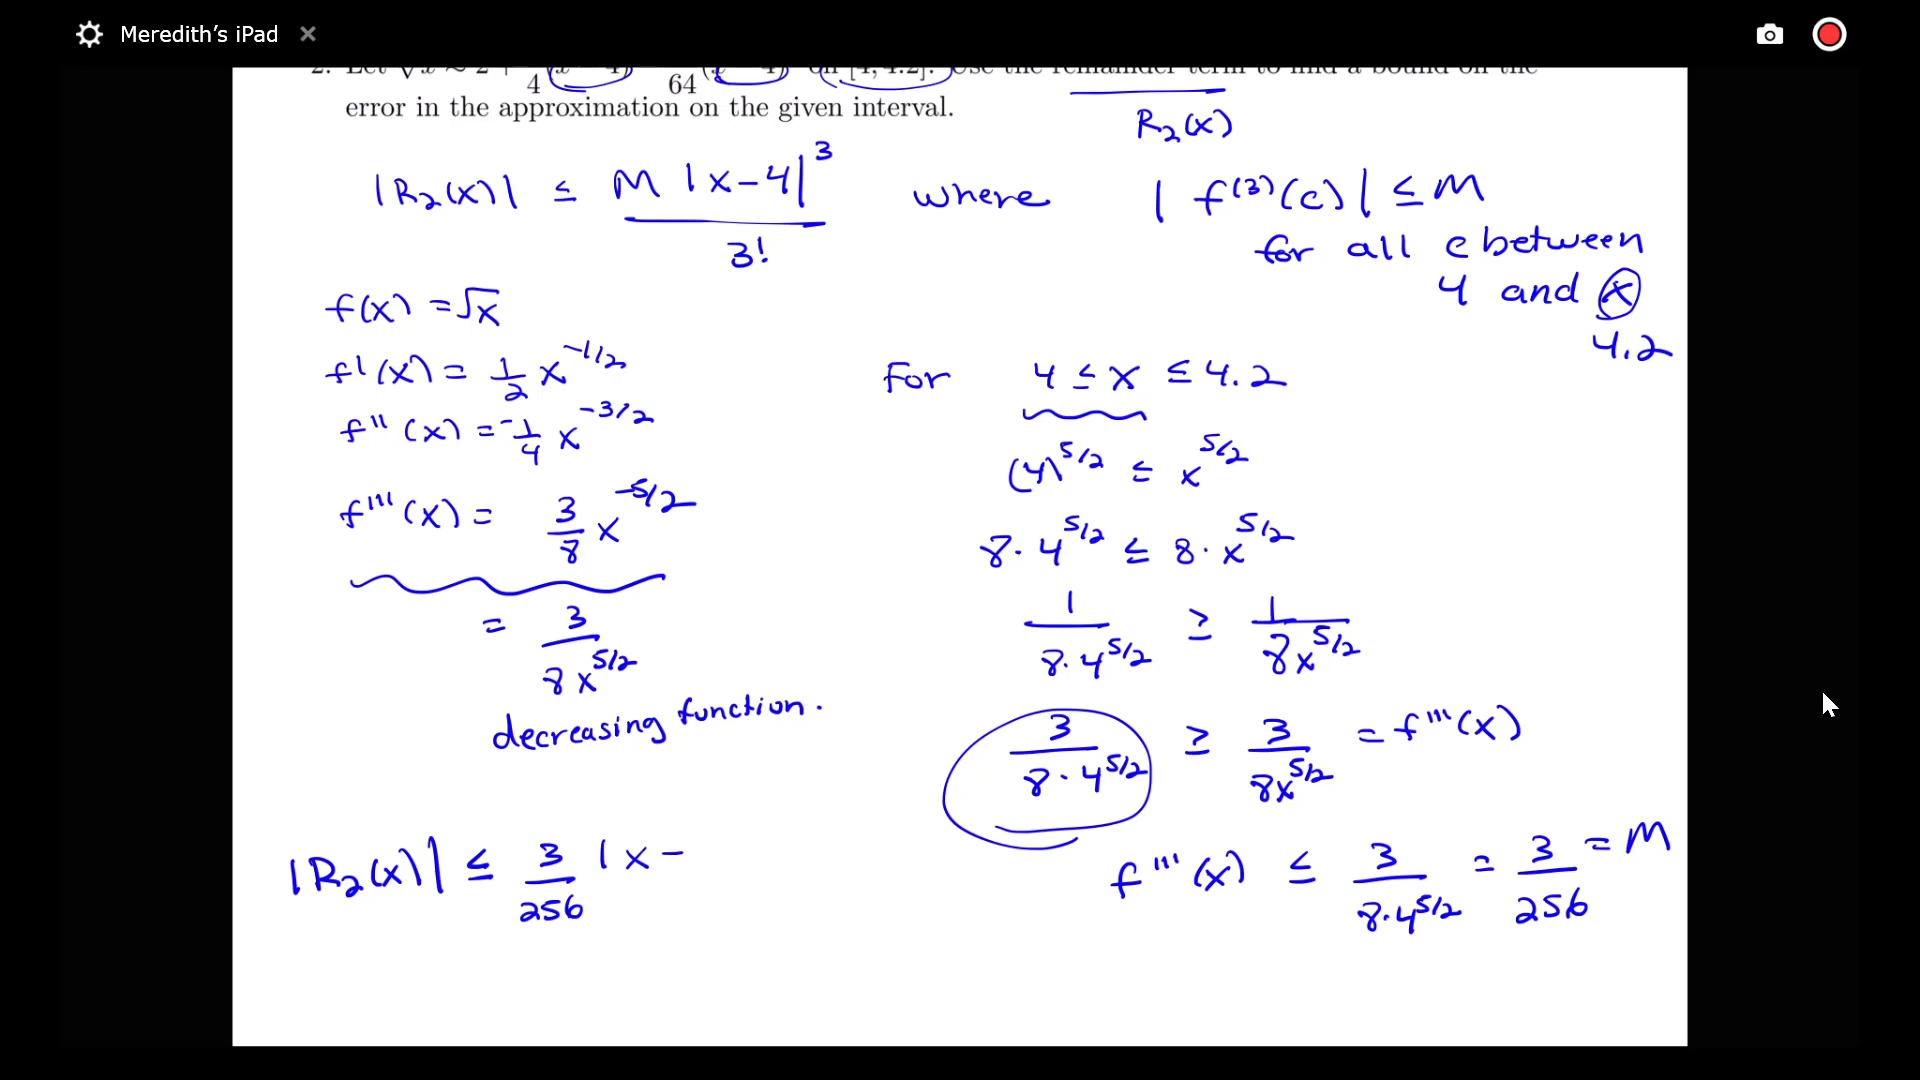 Meredith's iPad ×
4 64
error in the approximation on the given interval.
R₂(x)
|R₂(x)| ≤ M |x-4|³ / 3! where |f⁽³⁾(c)| ≤ M
for all c between
4 and x
4.2
f(x) = √x
f'(x) = 1/2 x^(-1/2)
For 4 ≤ x ≤ 4.2
f''(x) = -1/4 x^(-3/2)
(4)^(5/2) ≤ x^(5/2)
f'''(x) = 3/8 x^(-5/2)
8·4^(5/2) ≤ 8·x^(5/2)
= 3/(8x^(5/2))
1/(8·4^(5/2)) ≥ 1/(8x^(5/2))
decreasing function.
3/(8·4^(5/2)) ≥ 3/(8x^(5/2)) = f'''(x)
|R₂(x)| ≤ 3/256 |x-
f'''(x) ≤ 3/(8·4^(5/2)) = 3/256 = M